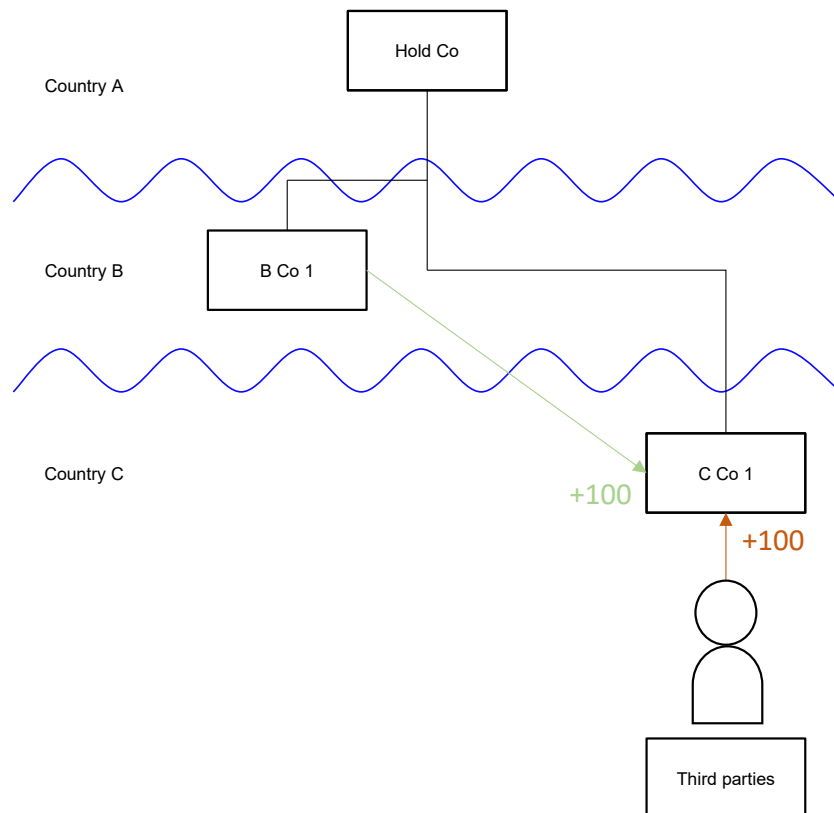 Hold Co
Country A
Country B
B Co 1
Country C
C Co 1
+100
+100
Third parties